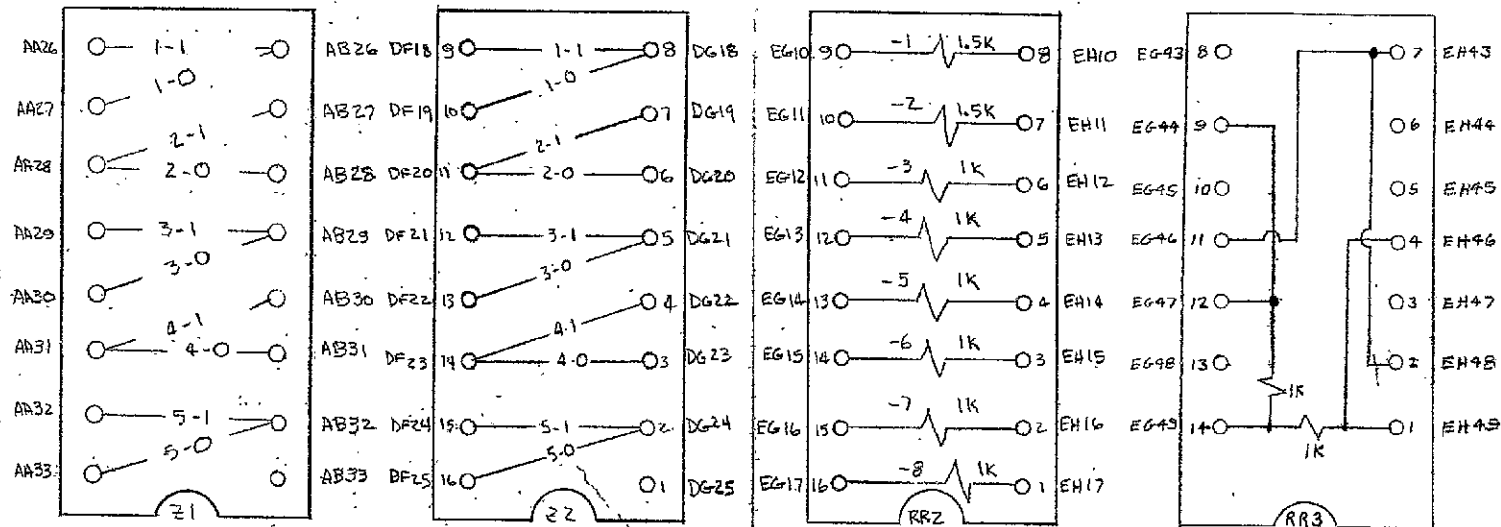 AA26 1-1 AB26 DF18 9 1-1 8 DG18 EG10 9 -1 1.5K 8 EH10 EG43 8 7 EH43
1-0 1-0
AA27 AB27 DF19 10 7 DG19 EG11 10 -2 1.5K 7 EH11 EG44 9 6 EH44
2-1 2-1
AA28 2-0 AB28 DF20 11 2-0 6 DG20 EG12 11 -3 1K 6 EH12 EG45 10 5 EH45
AA29 3-1 AB29 DF21 12 3-1 5 DG21 EG13 12 -4 1K 5 EH13 EG46 11 4 EH46
3-0 3-0
AA30 AB30 DF22 13 4 DG22 EG14 13 -5 1K 4 EH14 EG47 12 3 EH47
4-1 4-1
AA31 4-0 AB31 DF23 14 4-0 3 DG23 EG15 14 -6 1K 3 EH15 EG48 13 2 EH48
1K
AA32 5-1 AB32 DF24 15 5-1 2 DG24 EG16 15 -7 1K 2 EH16 EG49 14 1K 1 EH49
5-0 5-0
AA33 AB33 DF25 16 1 DG25 EG17 16 -8 1K 1 EH17
Z1 Z2 RR2 RR3